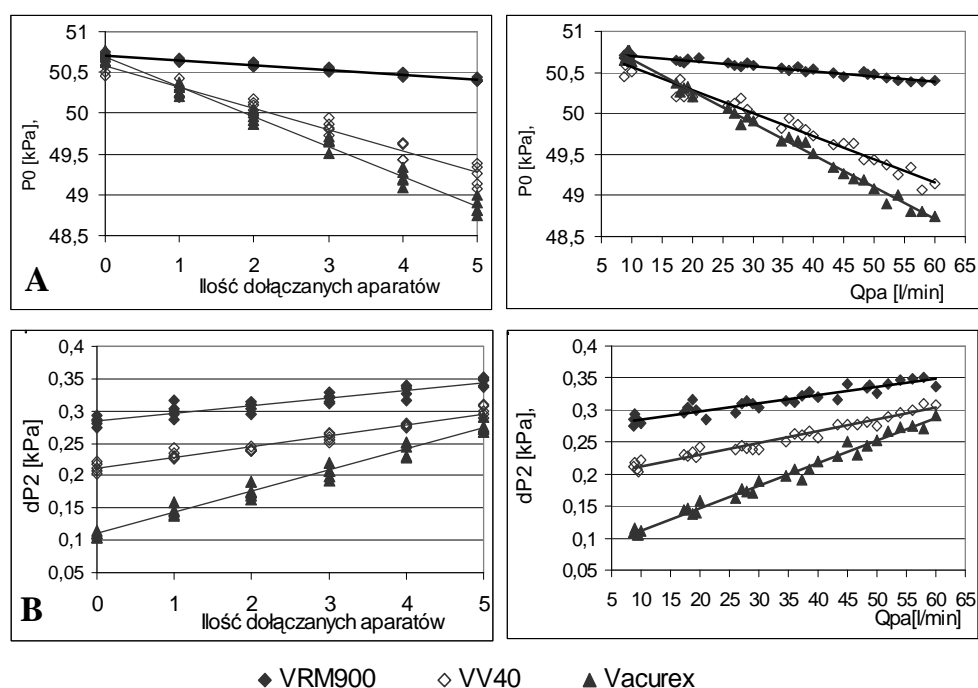 51
50,5
50
49,5
49
48,5
P0 [kPa],
0 1 2 3 4 5
Ilość dołączanych aparatów
A
51
50,5
50
49,5
49
48,5
P0 [kPa],
5 10 15 20 25 30 35 40 45 50 55 60 65
Qpa [l/min]
0,4
0,35
0,3
0,25
0,2
0,15
0,1
0,05
dP2 [kPa]
0 1 2 3 4 5
Ilość dołączanych aparatów
B
0,4
0,35
0,3
0,25
0,2
0,15
0,1
0,05
dP2 [kPa],
5 10 15 20 25 30 35 40 45 50 55 60 65
Qpa[l/min]
VRM900 VV40 Vacurex